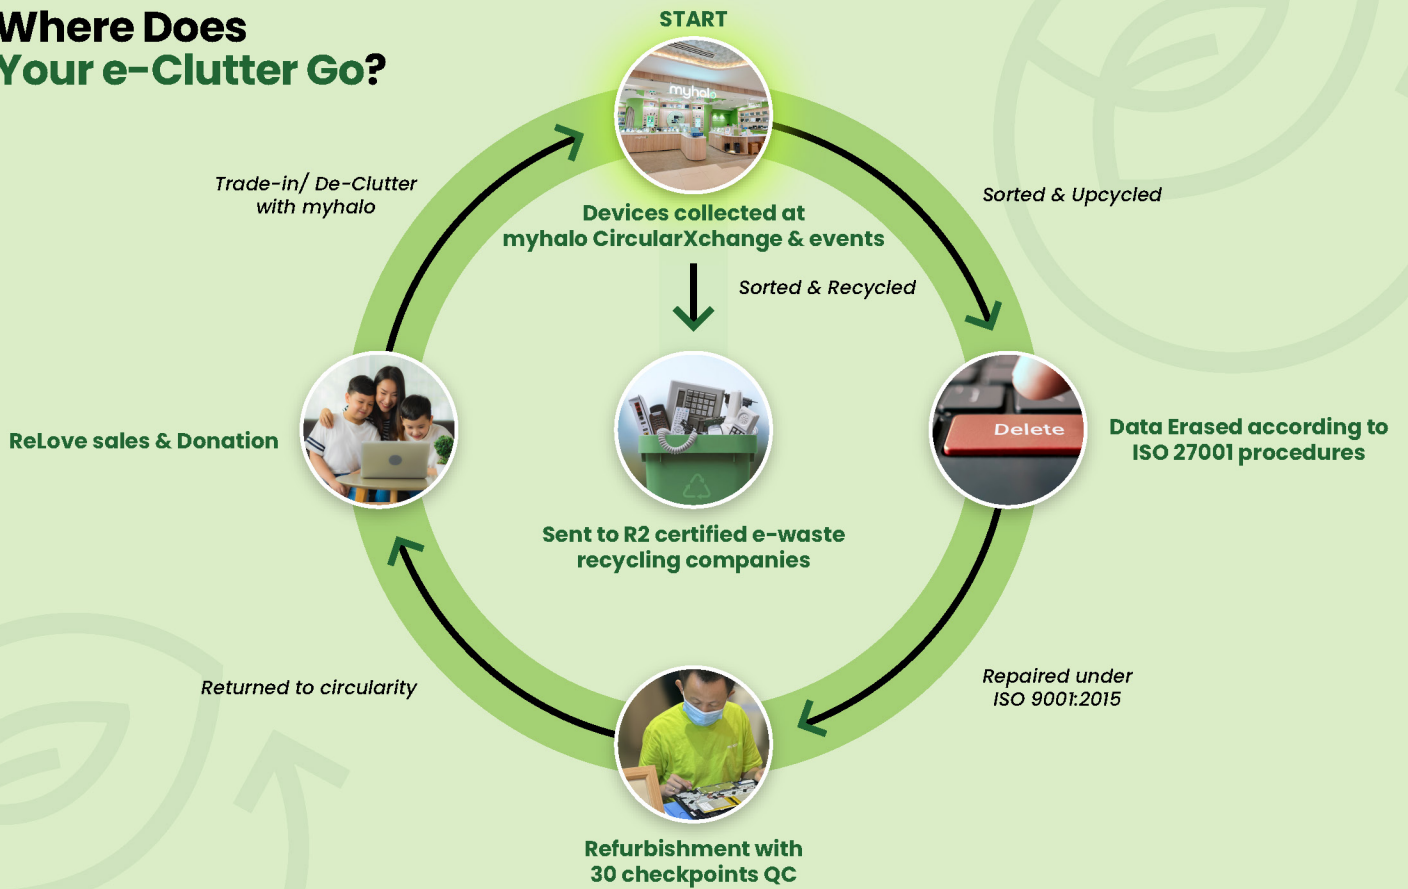 Where Does
Your e-Clutter Go?
START
myhalo
Trade-in/ De-Clutter
with myhalo
Sorted & Upcycled
Devices collected at
myhalo CircularXchange & events
Sorted & Recycled
ReLove sales & Donation
Delete
Data Erased according to
ISO 27001 procedures
Sent to R2 certified e-waste
recycling companies
Returned to circularity
Repaired under
ISO 9001:2015
Refurbishment with
30 checkpoints QC